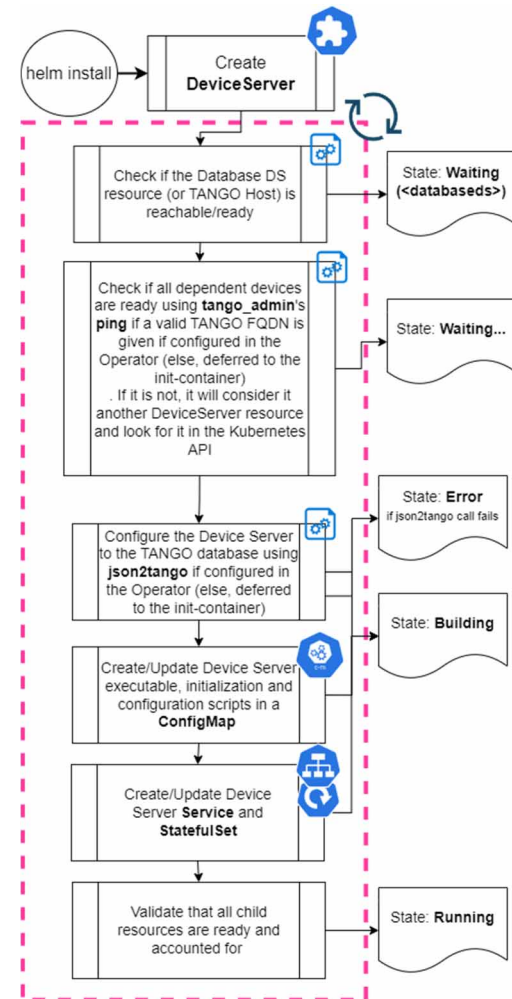 helm install
Create
DeviceServer
Check if the Database DS
resource (or TANGO Host) is
reachable/ready
State: Waiting
(<databaseds>)
Check if all dependent devices
are ready using tango_admin's
ping if a valid TANGO FQDN is
given if configured in the
Operator (else, deferred to the
init-container)
. If it is not, it will consider it
another DeviceServer resource
and look for it in the Kubernetes
API
State: Waiting...
Configure the Device Server
to the TANGO database using
json2tango if configured in
the Operator (else, deferred
to the init-container)
State: Error
if json2tango call fails
State: Building
Create/Update Device Server
executable, initialization and
configuration scripts in a
ConfigMap
Create/Update Device
Server Service and
StatefulSet
Validate that all child
resources are ready and
accounted for
State: Running